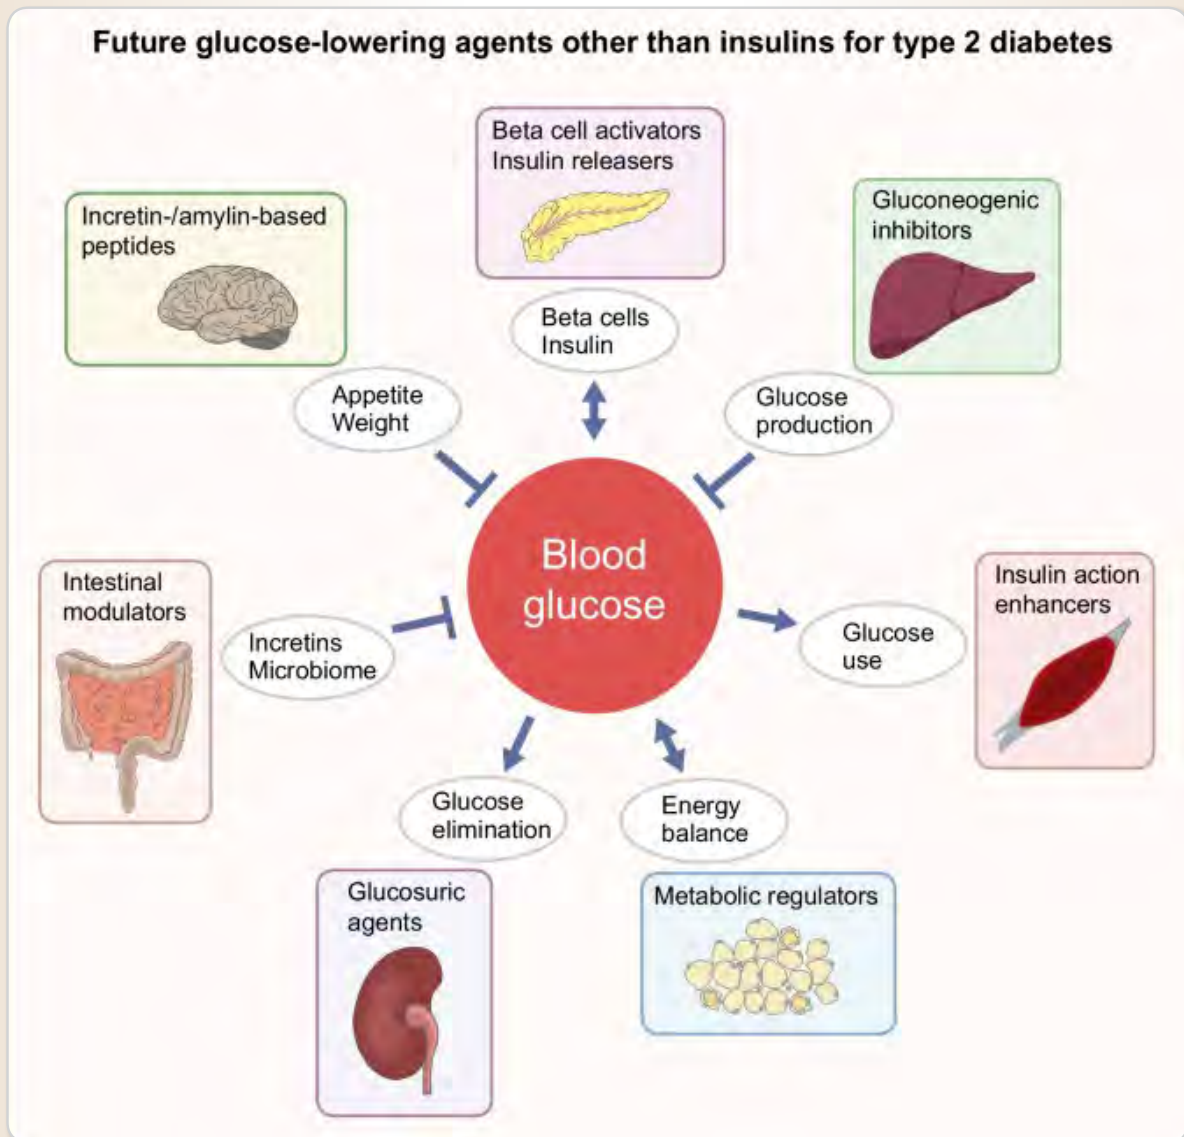 Future glucose-lowering agents other than insulins for type 2 diabetes
Beta cell activators
Insulin releasers
Incretin-/amylin-based
peptides
Gluconeogenic
inhibitors
Beta cells
Insulin
Appetite
Weight
Glucose
production
Blood
glucose
Intestinal
modulators
Incretins
Microbiome
Glucose
use
Insulin action
enhancers
Glucose
elimination
Energy
balance
Glucosuric
agents
Metabolic regulators